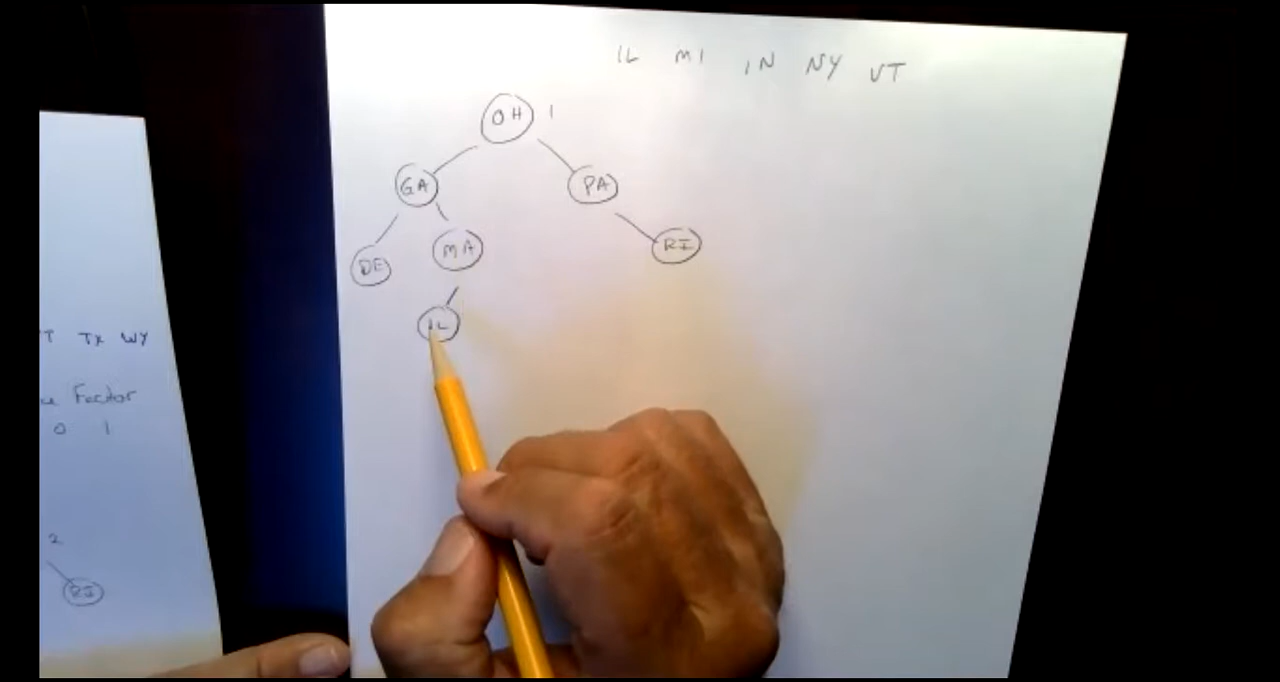 IL MI IN NY VT
OH 1
GA PA
DE MA RI
IL
T TX WY
Factor
0 1
2
RI